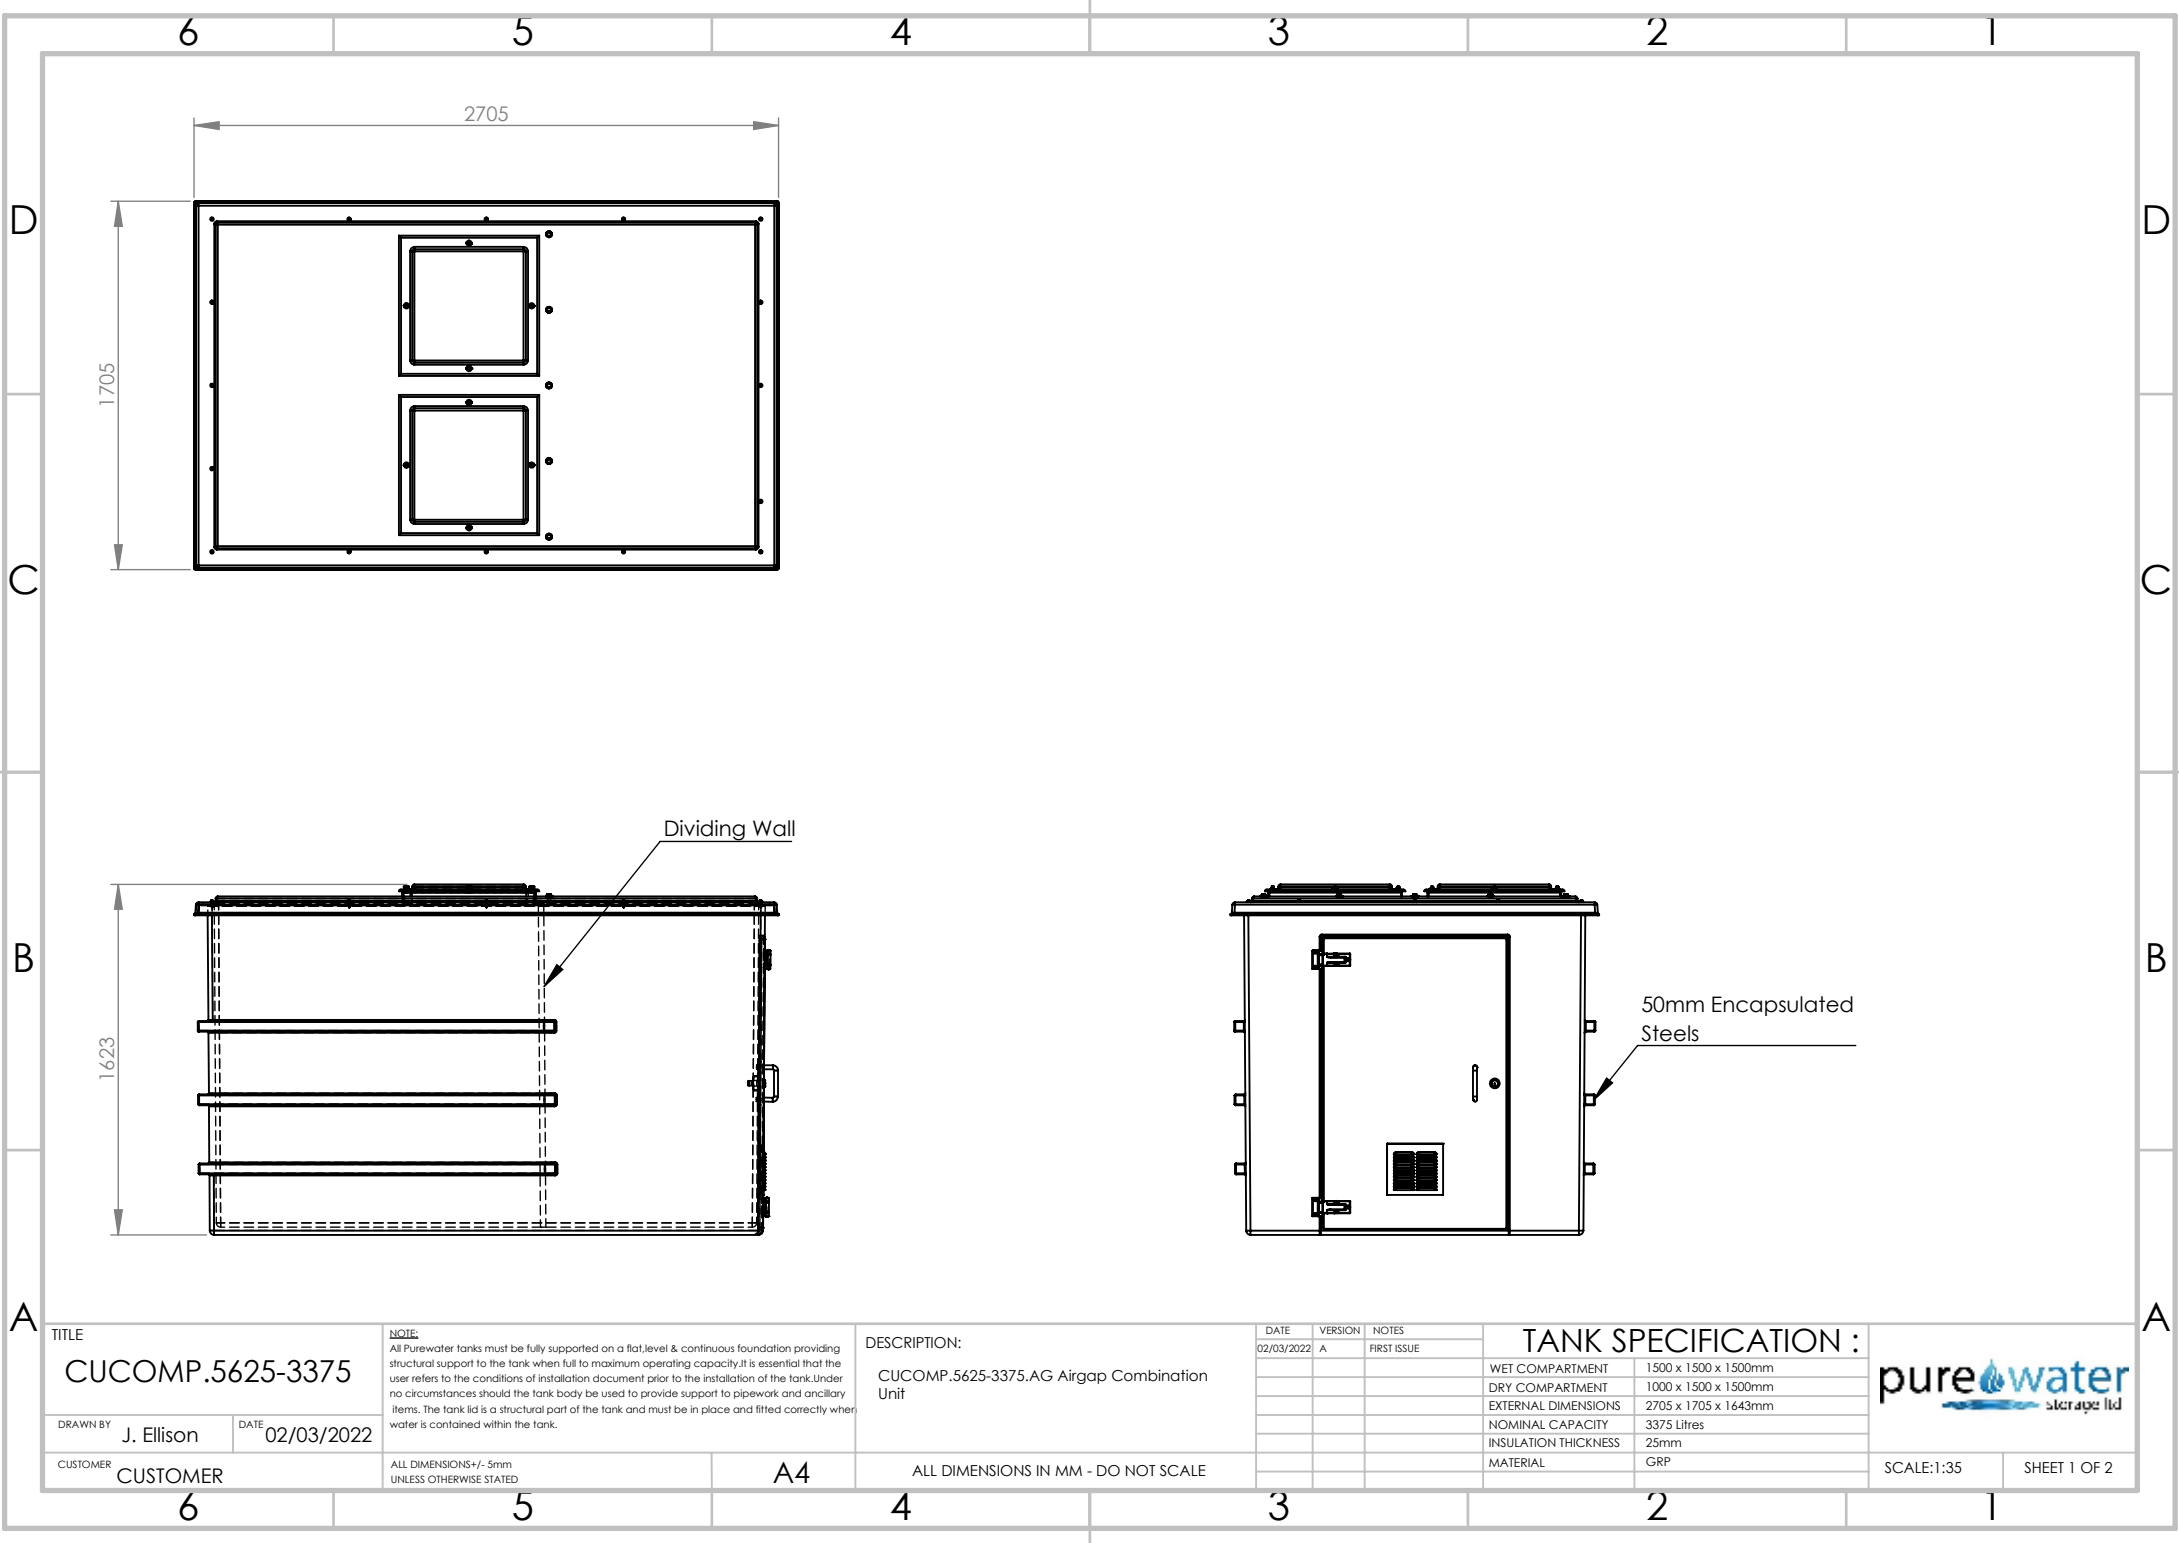 6 5 4 3 2 1
D D
C C
B B
A A
2705
1705
Dividing Wall
1623
50mm Encapsulated
Steels
TITLE
CUCOMP.5625-3375
DRAWN BY J. Ellison
DATE 02/03/2022
CUSTOMER CUSTOMER
NOTE:
All Purewater tanks must be fully supported on a flat,level & continuous foundation providing
structural support to the tank when full to maximum operating capacity.It is essential that the
user refers to the conditions of installation document prior to the installation of the tank.Under
no circumstances should the tank body be used to provide support to pipework and ancillary
items. The tank lid is a structural part of the tank and must be in place and fitted correctly when
water is contained within the tank.
ALL DIMENSIONS+/- 5mm
UNLESS OTHERWISE STATED
A4
DESCRIPTION:
CUCOMP.5625-3375.AG Airgap Combination
Unit
ALL DIMENSIONS IN MM - DO NOT SCALE
DATE VERSION NOTES
02/03/2022 A FIRST ISSUE
TANK SPECIFICATION :
WET COMPARTMENT 1500 x 1500 x 1500mm
DRY COMPARTMENT 1000 x 1500 x 1500mm
EXTERNAL DIMENSIONS 2705 x 1705 x 1643mm
NOMINAL CAPACITY 3375 Litres
INSULATION THICKNESS 25mm
MATERIAL GRP
pure water
storage ltd
SCALE:1:35
SHEET 1 OF 2
6 5 4 3 2 1